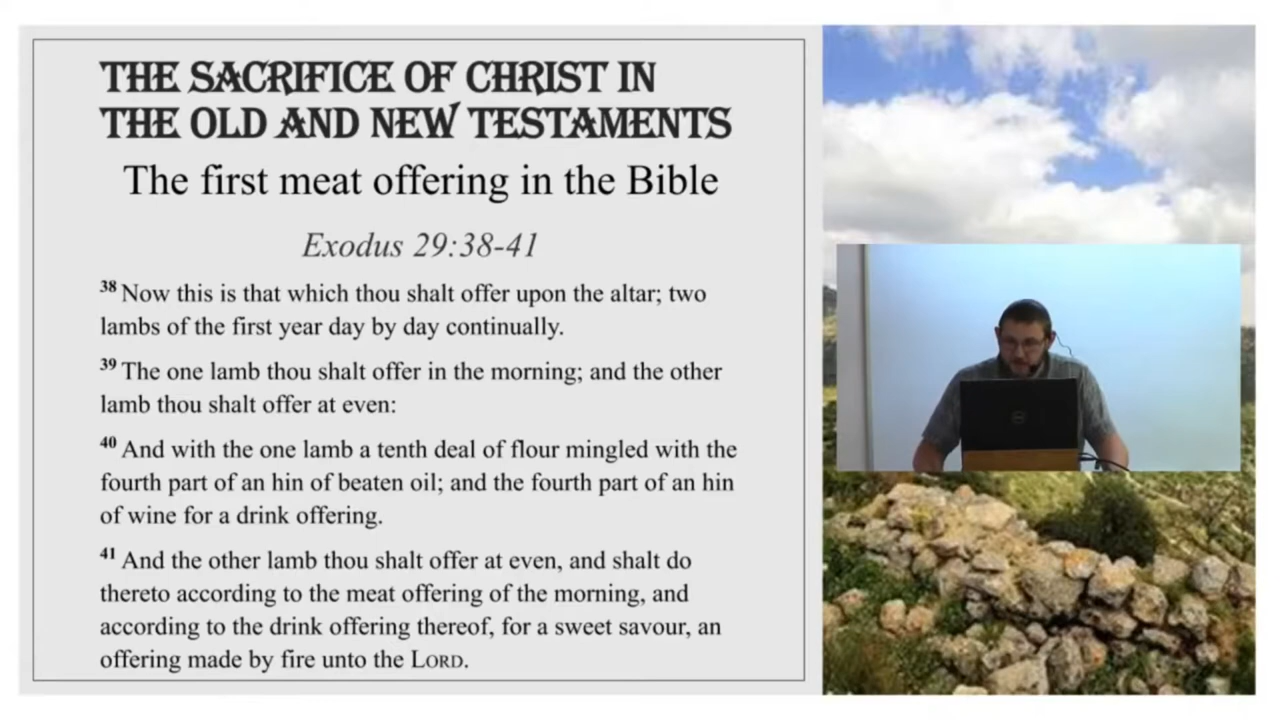 THE SACRIFICE OF CHRIST IN
THE OLD AND NEW TESTAMENTS
The first meat offering in the Bible
Exodus 29:38-41
38 Now this is that which thou shalt offer upon the altar; two
lambs of the first year day by day continually.
39 The one lamb thou shalt offer in the morning; and the other
lamb thou shalt offer at even:
40 And with the one lamb a tenth deal of flour mingled with the
fourth part of an hin of beaten oil; and the fourth part of an hin
of wine for a drink offering.
41 And the other lamb thou shalt offer at even, and shalt do
thereto according to the meat offering of the morning, and
according to the drink offering thereof, for a sweet savour, an
offering made by fire unto the LORD.